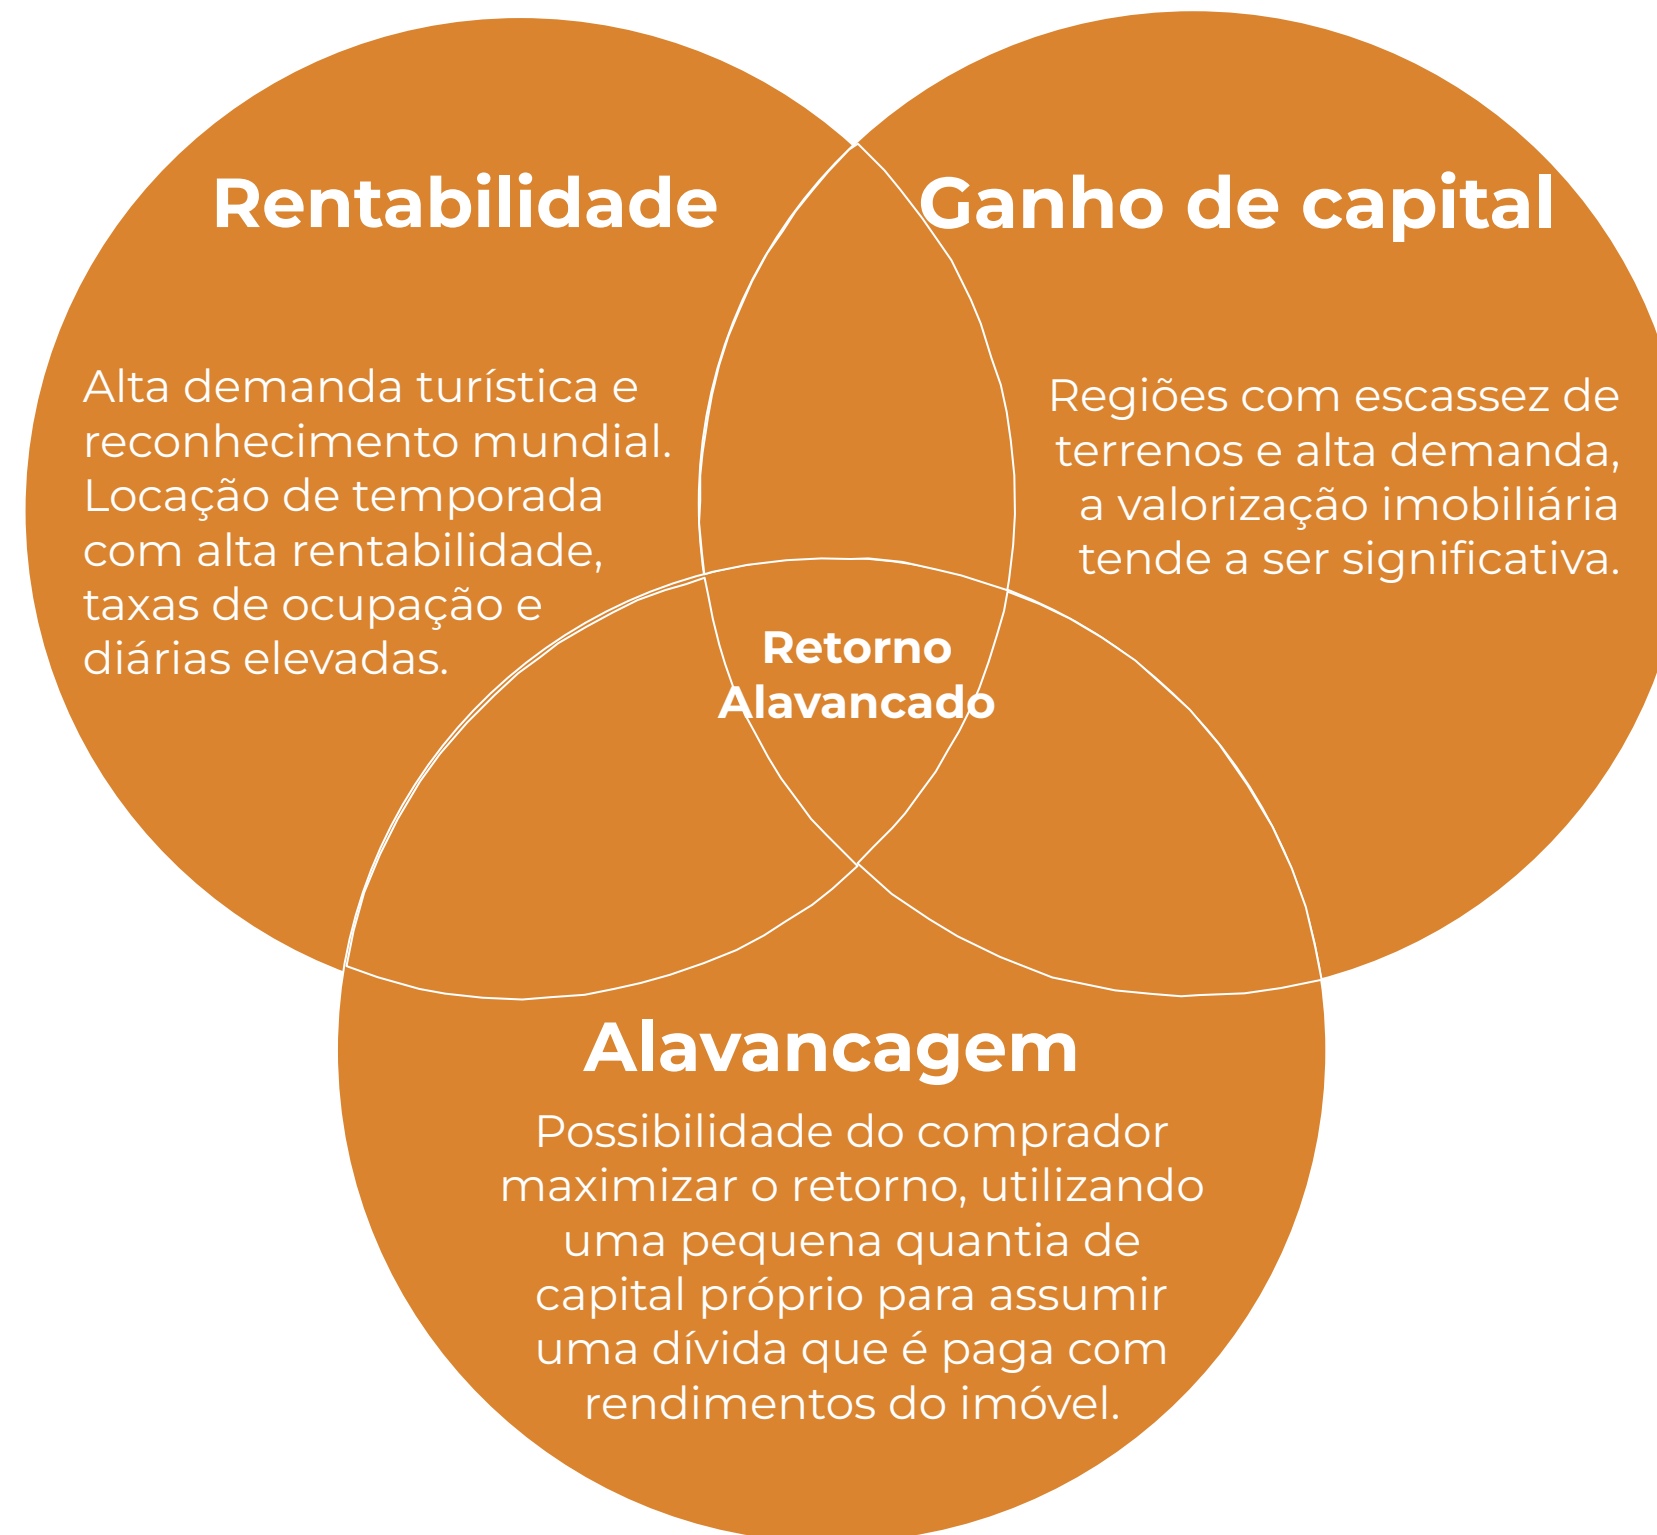 Rentabilidade
Alta demanda turística e
reconhecimento mundial.
Locação de temporada
com alta rentabilidade,
taxas de ocupação e
diárias elevadas.
Ganho de capital
Regiões com escassez de
terrenos e alta demanda,
a valorização imobiliária
tende a ser significativa.
Retorno
Alavancado
Alavancagem
Possibilidade do comprador
maximizar o retorno, utilizando
uma pequena quantia de
capital próprio para assumir
uma dívida que é paga com
rendimentos do imóvel.